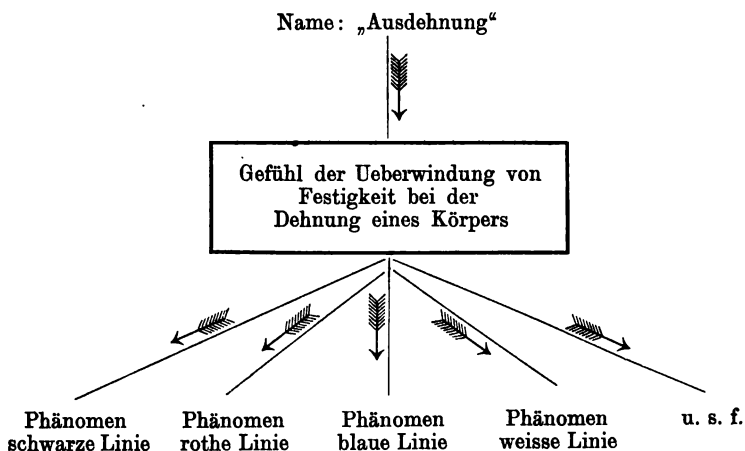 Name: „Ausdehnung“
Gefühl der Ueberwindung von
Festigkeit bei der
Dehnung eines Körpers
Phänomen
schwarze Linie
Phänomen
rothe Linie
Phänomen
blaue Linie
Phänomen
weisse Linie
u. s. f.